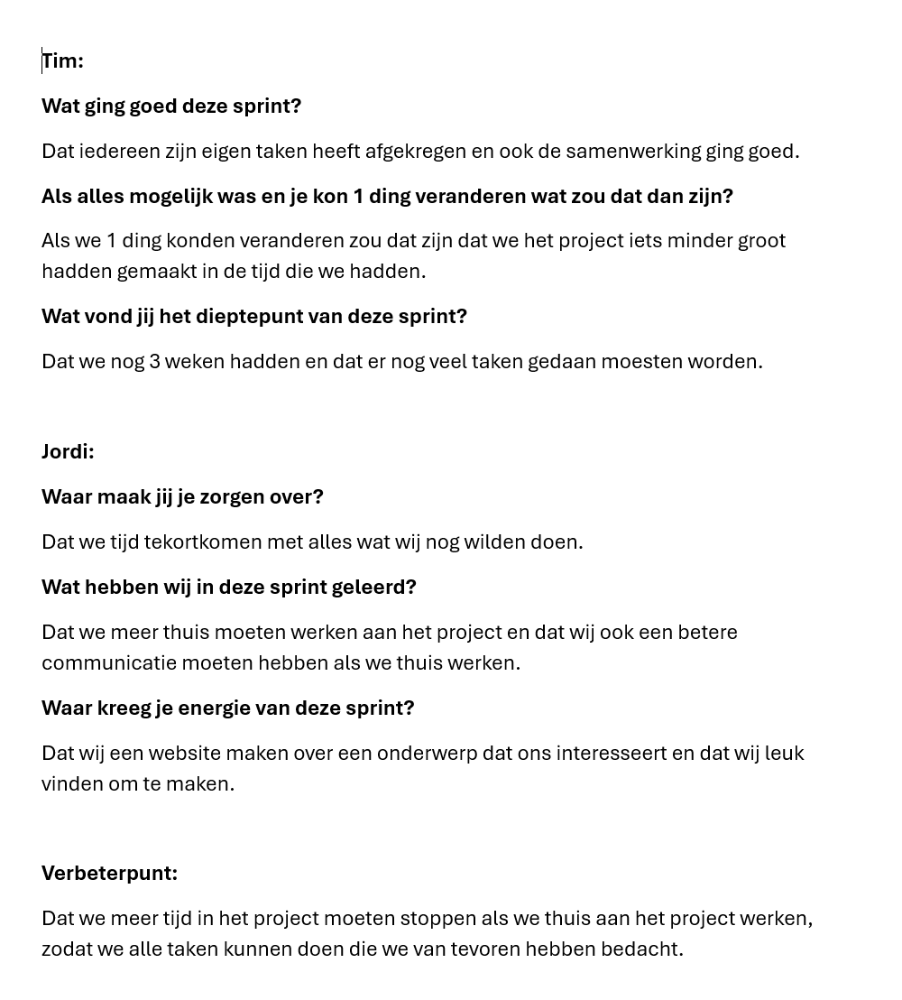 Tim:
Wat ging goed deze sprint?
Dat iedereen zijn eigen taken heeft afgekregen en ook de samenwerking ging goed.
Als alles mogelijk was en je kon 1 ding veranderen wat zou dat dan zijn?
Als we 1 ding konden veranderen zou dat zijn dat we het project iets minder groot
hadden gemaakt in de tijd die we hadden.
Wat vond jij het dieptepunt van deze sprint?
Dat we nog 3 weken hadden en dat er nog veel taken gedaan moesten worden.
Jordi:
Waar maak jij je zorgen over?
Dat we tijd tekortkomen met alles wat wij nog wilden doen.
Wat hebben wij in deze sprint geleerd?
Dat we meer thuis moeten werken aan het project en dat wij ook een betere
communicatie moeten hebben als we thuis werken.
Waar kreeg je energie van deze sprint?
Dat wij een website maken over een onderwerp dat ons interesseert en dat wij leuk
vinden om te maken.
Verbeterpunt:
Dat we meer tijd in het project moeten stoppen als we thuis aan het project werken,
zodat we alle taken kunnen doen die we van tevoren hebben bedacht.